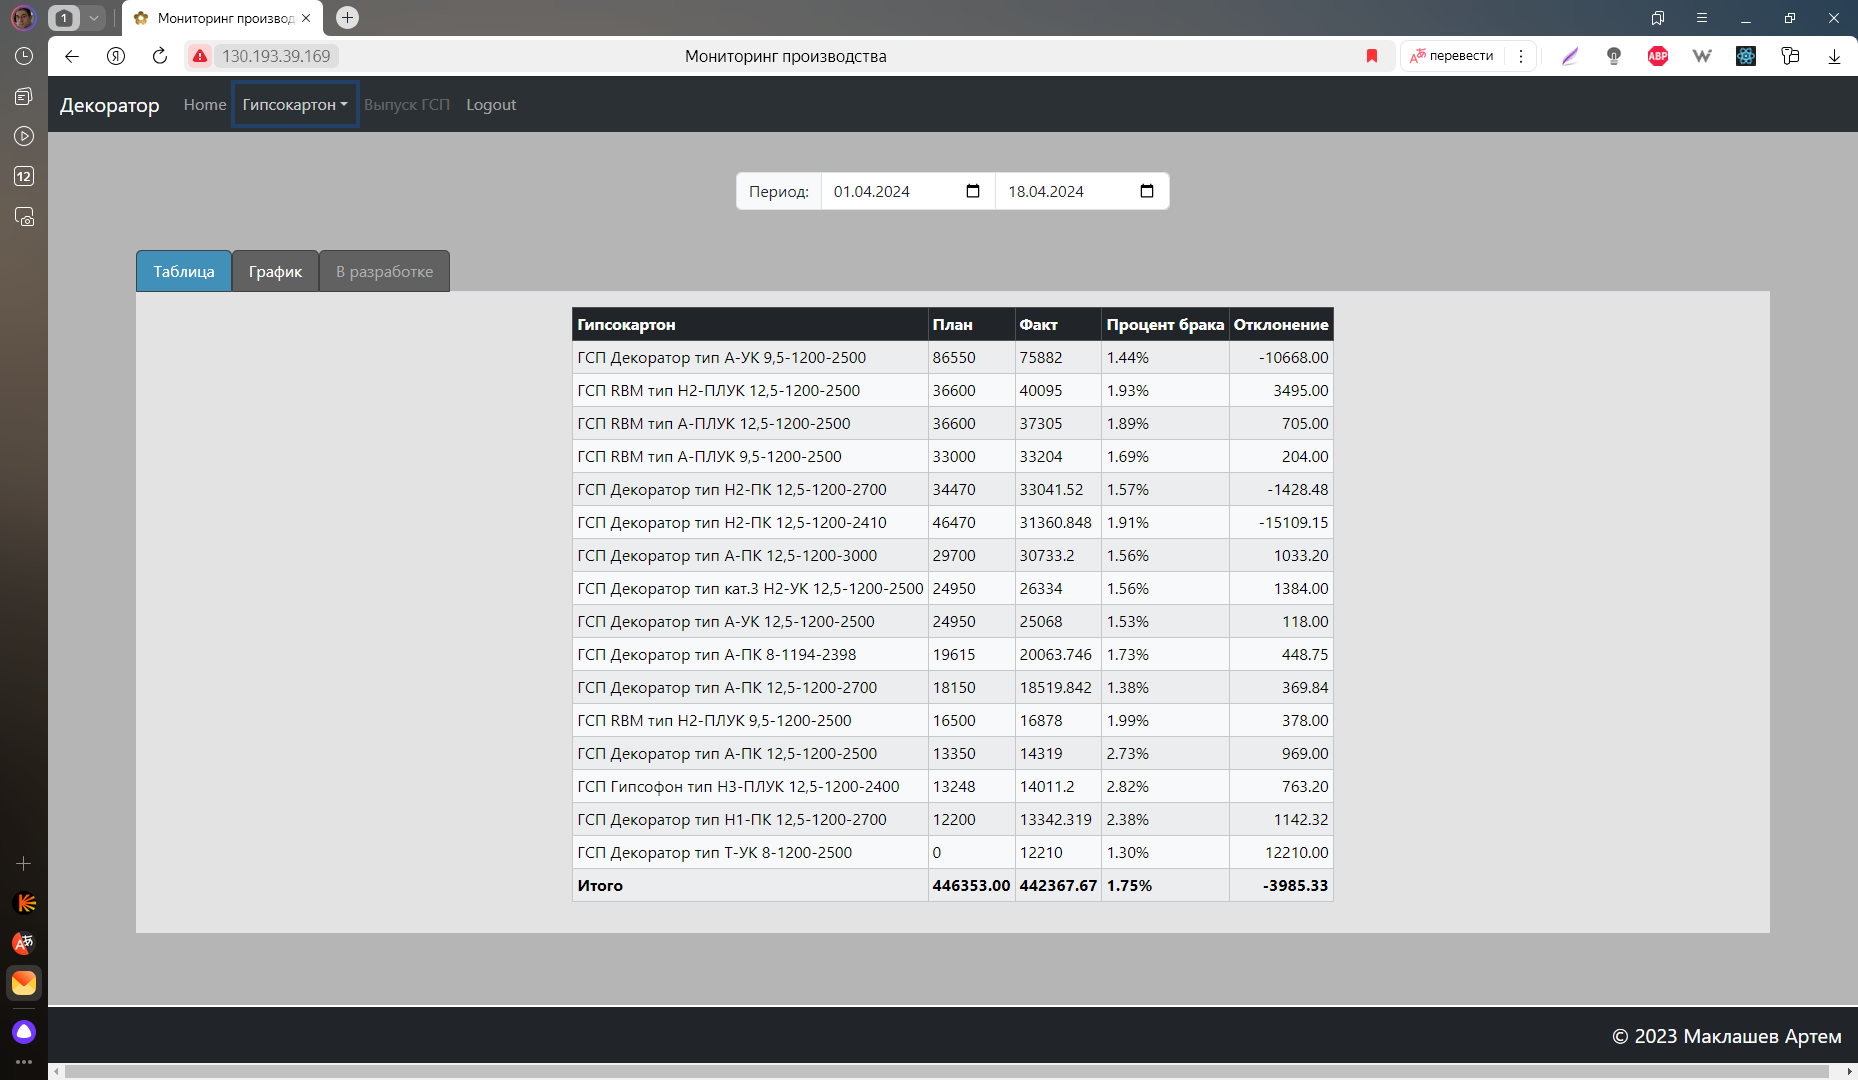 1
Мониторинг производ
130.193.39.169
Мониторинг производства
перевести
ABP
12
Декоратор
Home
Гипсокартон
Выпуск ГСП
Logout
Период: 01.04.2024 18.04.2024
Таблица График В разработке
Гипсокартон План Факт Процент брака Отклонение
ГСП Декоратор тип А-УК 9,5-1200-2500 86550 75882 1.44% -10668.00
ГСП RBM тип Н2-ПЛУК 12,5-1200-2500 36600 40095 1.93% 3495.00
ГСП RBM тип А-ПЛУК 12,5-1200-2500 36600 37305 1.89% 705.00
ГСП RBM тип А-ПЛУК 9,5-1200-2500 33000 33204 1.69% 204.00
ГСП Декоратор тип Н2-ПК 12,5-1200-2700 34470 33041.52 1.57% -1428.48
ГСП Декоратор тип Н2-ПК 12,5-1200-2410 46470 31360.848 1.91% -15109.15
ГСП Декоратор тип А-ПК 12,5-1200-3000 29700 30733.2 1.56% 1033.20
ГСП Декоратор тип кат.3 Н2-УК 12,5-1200-2500 24950 26334 1.56% 1384.00
ГСП Декоратор тип А-УК 12,5-1200-2500 24950 25068 1.53% 118.00
ГСП Декоратор тип А-ПК 8-1194-2398 19615 20063.746 1.73% 448.75
ГСП Декоратор тип А-ПК 12,5-1200-2700 18150 18519.842 1.38% 369.84
ГСП RBM тип Н2-ПЛУК 9,5-1200-2500 16500 16878 1.99% 378.00
ГСП Декоратор тип А-ПК 12,5-1200-2500 13350 14319 2.73% 969.00
ГСП Гипсофон тип Н3-ПЛУК 12,5-1200-2400 13248 14011.2 2.82% 763.20
ГСП Декоратор тип Н1-ПК 12,5-1200-2700 12200 13342.319 2.38% 1142.32
ГСП Декоратор тип Т-УК 8-1200-2500 0 12210 1.30% 12210.00
Итого 446353.00 442367.67 1.75% -3985.33
© 2023 Маклашев Артем